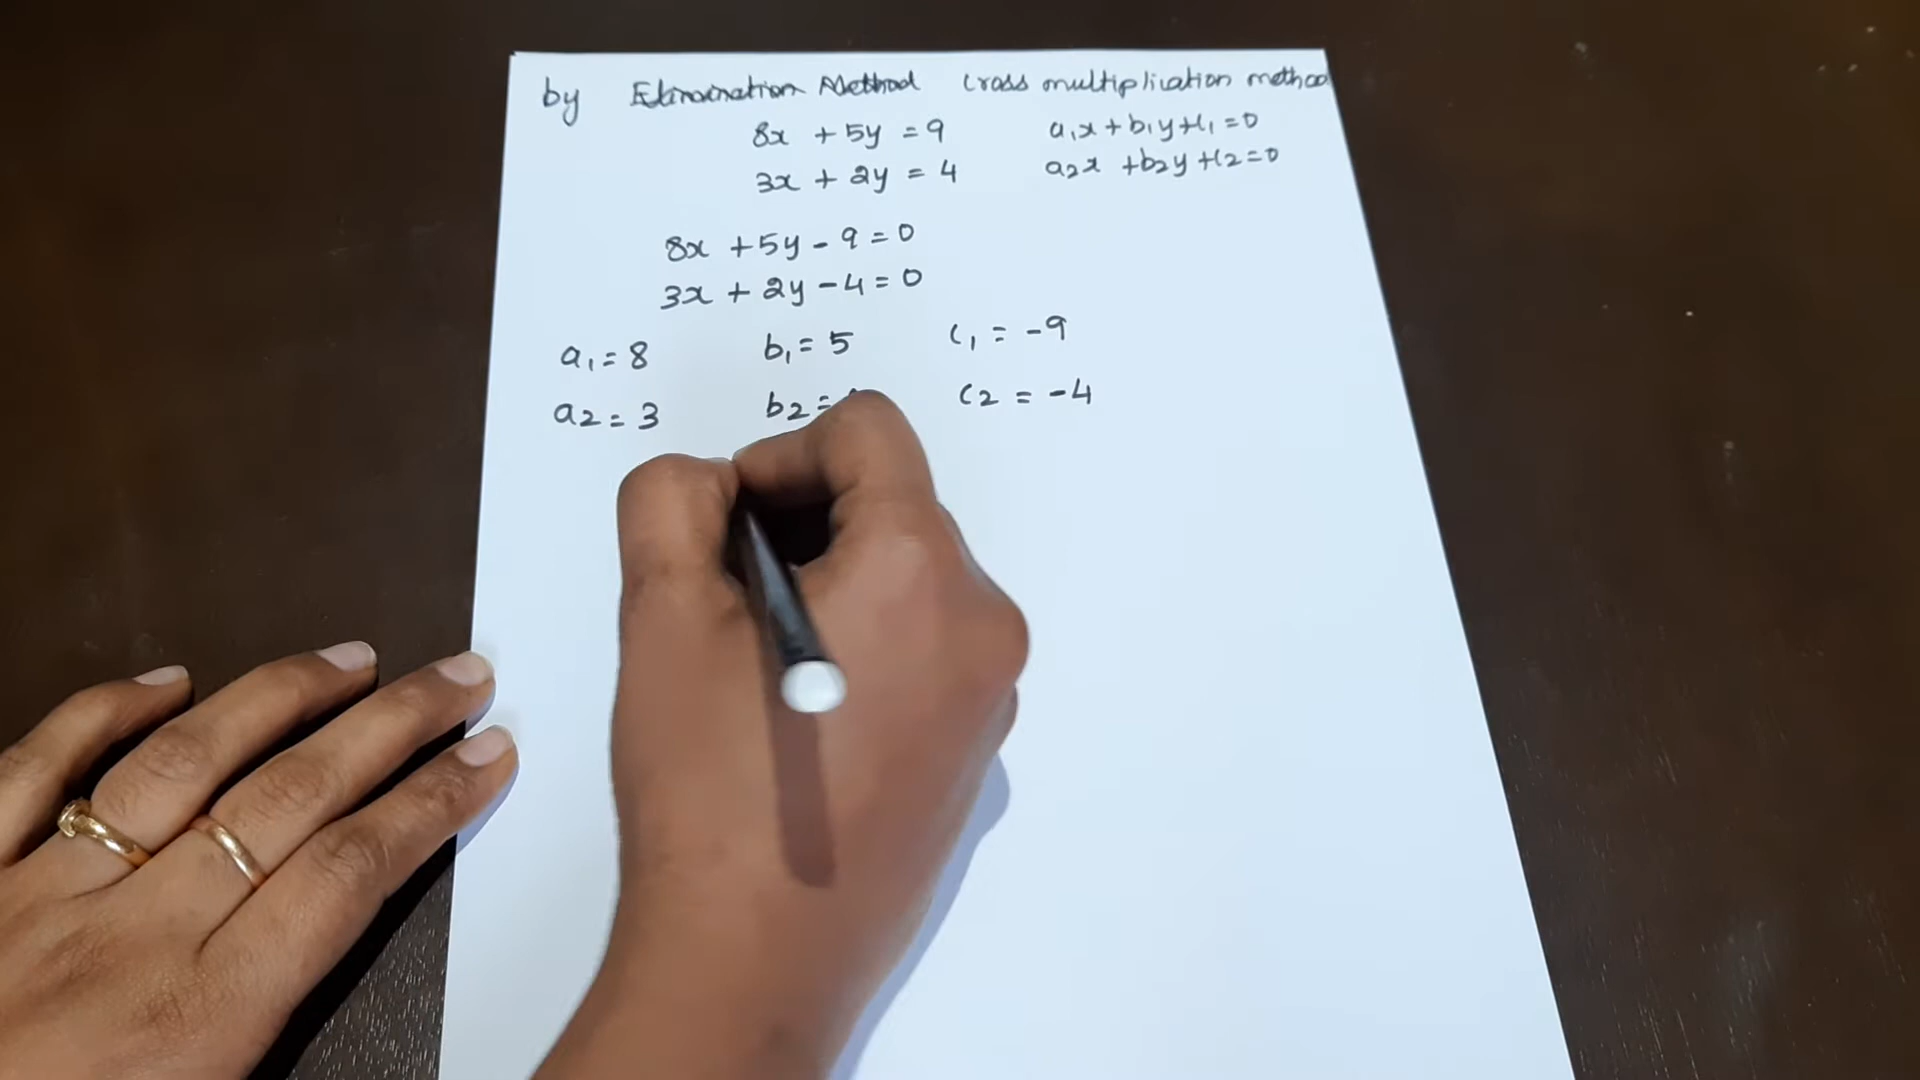 by Elimination Method Cross multiplication method
8x + 5y = 9 a₁x + b₁y + c₁ = 0
3x + 2y = 4 a₂x + b₂y + c₂ = 0
8x + 5y - 9 = 0
3x + 2y - 4 = 0
a₁ = 8 b₁ = 5 c₁ = -9
a₂ = 3 b₂ = c₂ = -4